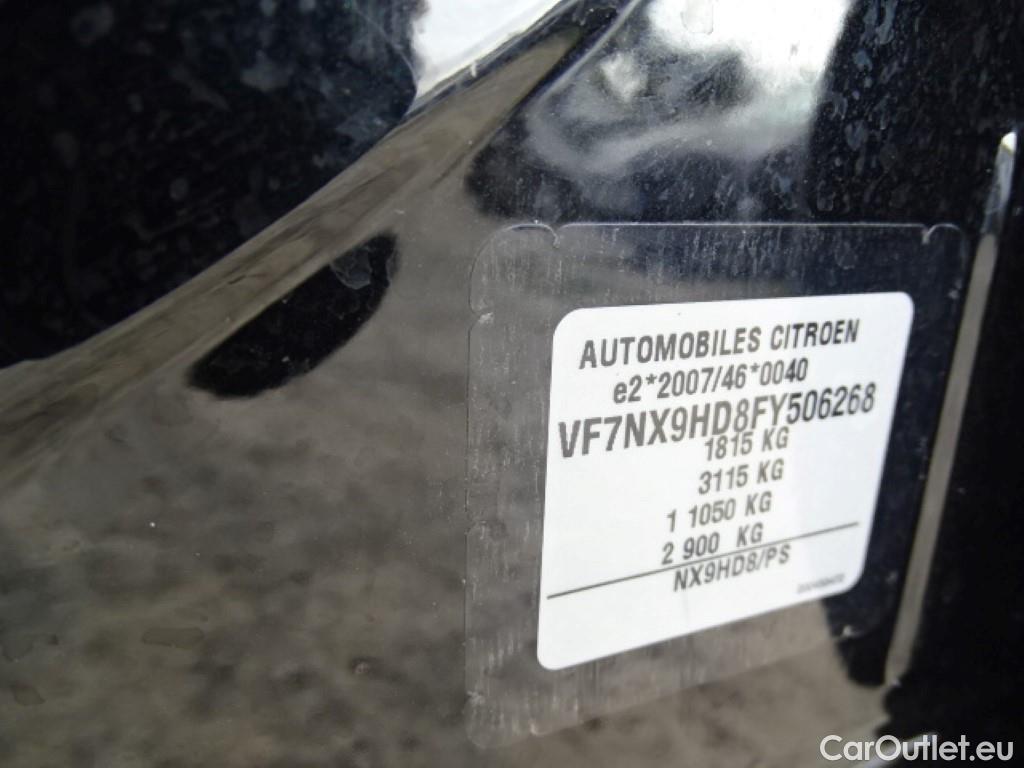 AUTOMOBILES CITROEN
e2*2007/46*0040
VF7NX9HD8FY506268
1815 KG
3115 KG
1 1050 KG
2 900 KG
NX9HD8/PS
CarOutlet.eu